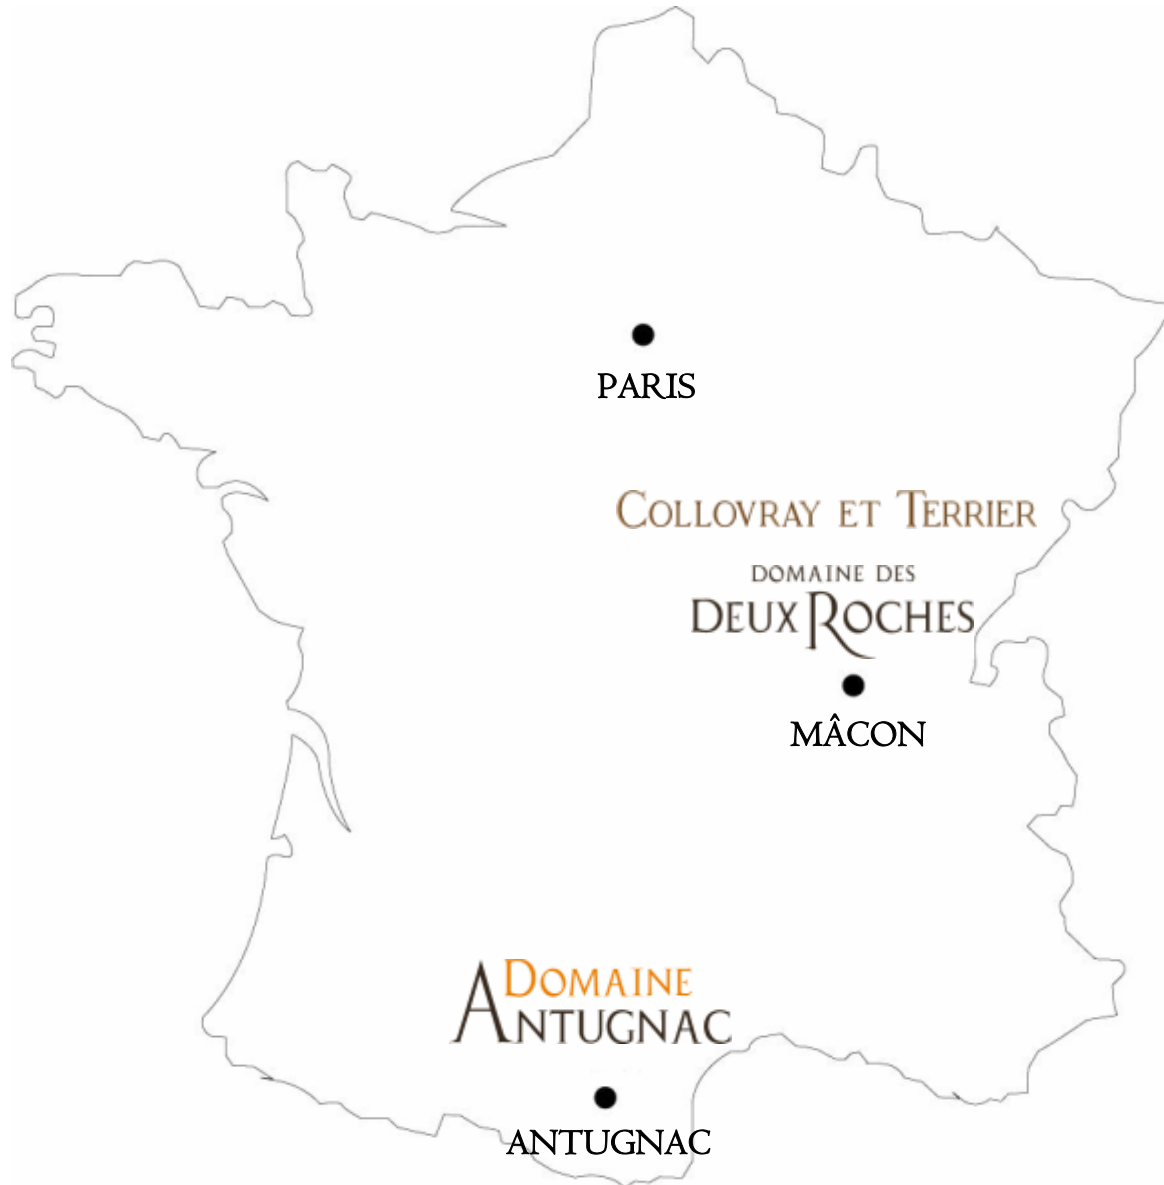 PARIS
COLLOVRAY ET TERRIER
DOMAINE DES
DEUX ROCHES
MÂCON
DOMAINE
ANTUGNAC
ANTUGNAC